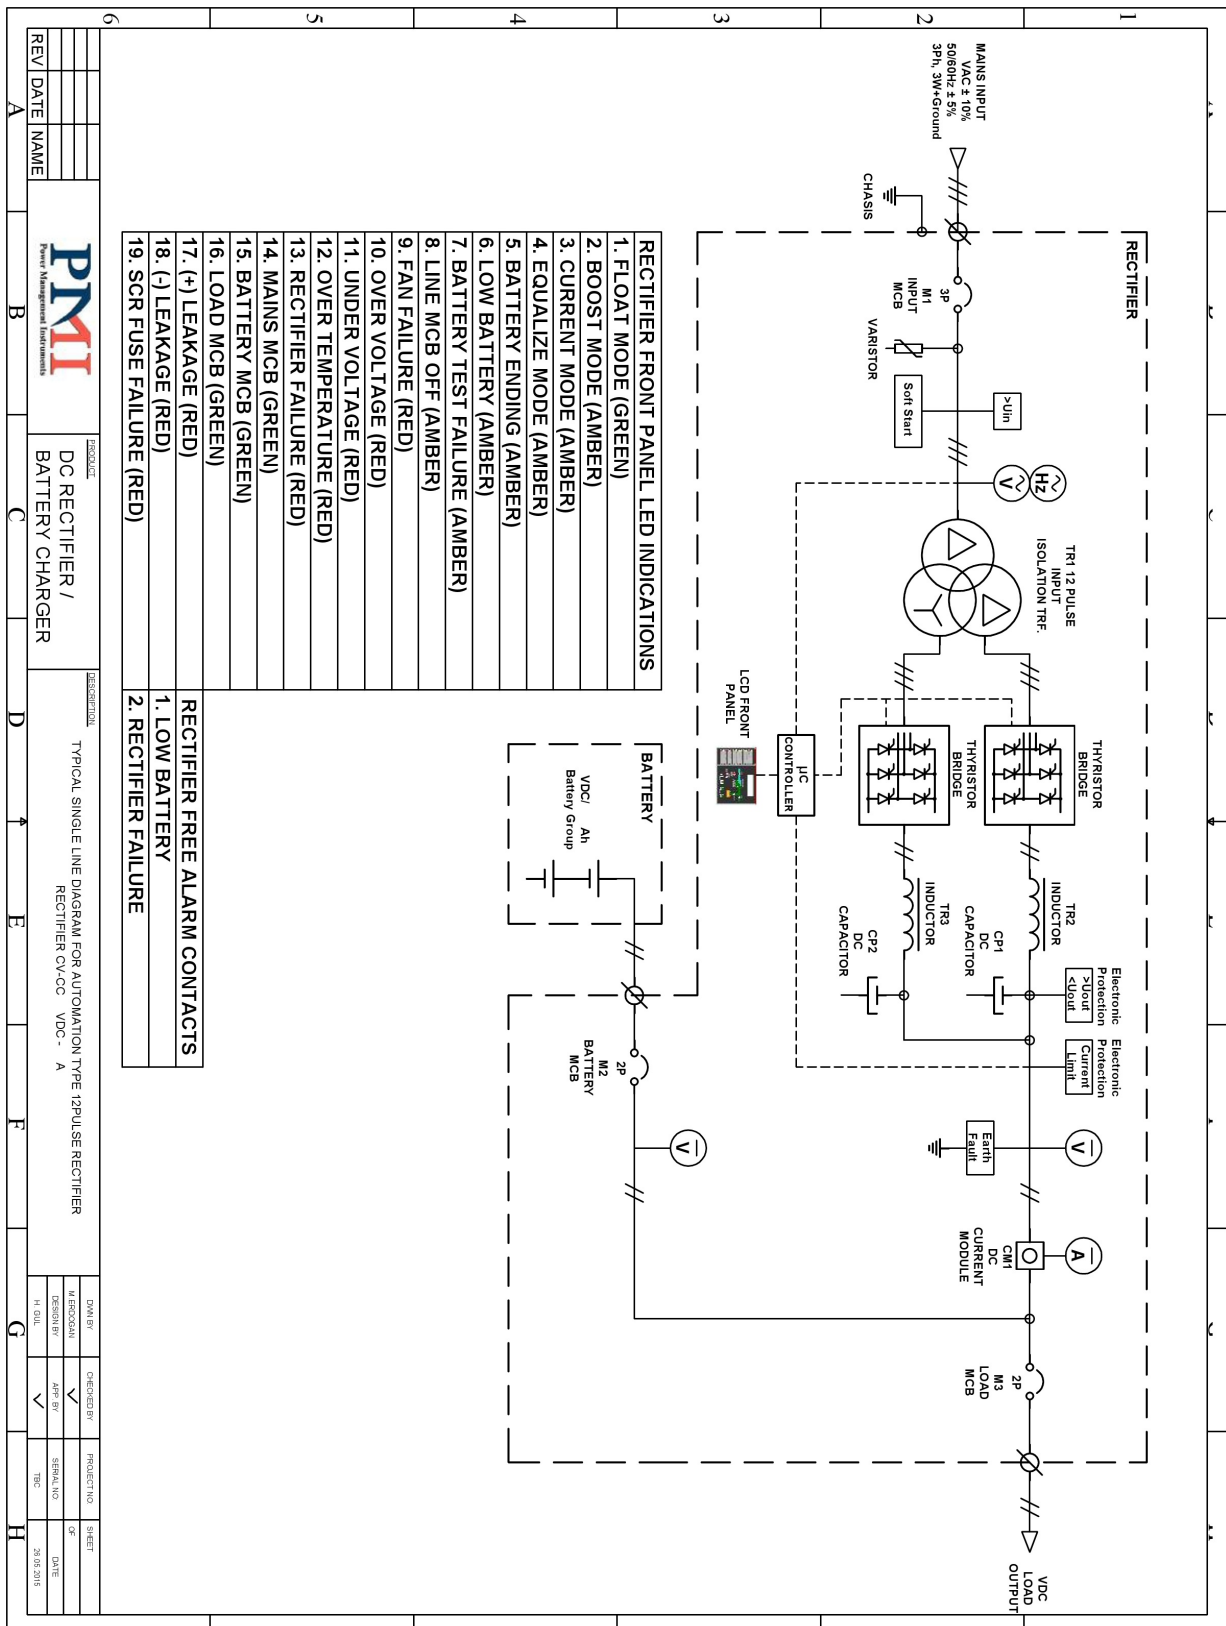 1
2
3
4
5
6
MAINS INPUT
VAC ± 10%
50/60Hz ± 5%
3Ph, 3W+Ground
CHASIS
RECTIFIER
3P
M1
INPUT
MCB
VARISTOR
>Uin
Soft Start
Hz
V
TR1 12 PULSE
INPUT
ISOLATION TRF.
THYRISTOR
BRIDGE
THYRISTOR
BRIDGE
µC
CONTROLLER
LCD FRONT
PANEL
TR2
INDUCTOR
TR3
INDUCTOR
CP1
DC
CAPACITOR
CP2
DC
CAPACITOR
Electronic
Protection
>Uout
<Uout
Electronic
Protection
Current
Limit
V
Earth
Fault
A
CM1
DC
CURRENT
MODULE
2P
M3
LOAD
MCB
VDC
LOAD
OUTPUT
BATTERY
VDC/ Ah
Battery Group
2P
M2
BATTERY
MCB
V
RECTIFIER FRONT PANEL LED INDICATIONS
1. FLOAT MODE (GREEN)
2. BOOST MODE (AMBER)
3. CURRENT MODE (AMBER)
4. EQUALIZE MODE (AMBER)
5. BATTERY ENDING (AMBER)
6. LOW BATTERY (AMBER)
7. BATTERY TEST FAILURE (AMBER)
8. LINE MCB OFF (AMBER)
9. FAN FAILURE (RED)
10. OVER VOLTAGE (RED)
11. UNDER VOLTAGE (RED)
12. OVER TEMPERATURE (RED)
13. RECTIFIER FAILURE (RED)
14. MAINS MCB (GREEN)
15. BATTERY MCB (GREEN)
16. LOAD MCB (GREEN)
17. (+) LEAKAGE (RED)
18. (-) LEAKAGE (RED)
19. SCR FUSE FAILURE (RED)
RECTIFIER FREE ALARM CONTACTS
1. LOW BATTERY
2. RECTIFIER FAILURE
REV DATE NAME
PMI
Power Management Instruments
PRODUCT
DC RECTIFIER /
BATTERY CHARGER
DESCRIPTION
TYPICAL SINGLE LINE DIAGRAM FOR AUTOMATION TYPE 12PULSE RECTIFIER
RECTIFIER CV-CC VDC - A
DWN BY CHECKED BY PROJECT NO. SHEET
M.ERDOGAN OF
DESIGN BY APP. BY SERIAL NO. DATE
H. GUL TBC 26.05.2015
A B C D E F G H